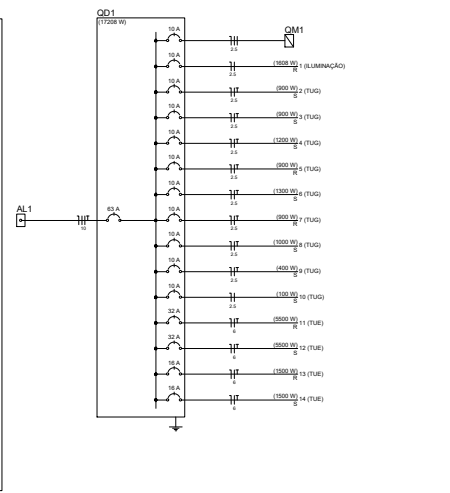 QD1
(17208 W)
QM1
10 A
2.5
10 A
(1608 W) 1 (ILUMINAÇÃO)
2.5 R
10 A
(900 W) 2 (TUG)
2.5 S
10 A
(900 W) 3 (TUG)
2.5 S
10 A
(1200 W) 4 (TUG)
2.5 S
10 A
(900 W) 5 (TUG)
2.5 R
10 A
(1300 W) 6 (TUG)
2.5 S
AL1
63 A
10
10 A
(900 W) 7 (TUG)
2.5 R
10 A
(1000 W) 8 (TUG)
2.5 S
10 A
(400 W) 9 (TUG)
2.5 S
10 A
(100 W) 10 (TUG)
2.5 S
32 A
(5500 W) 11 (TUE)
6 R
32 A
(5500 W) 12 (TUE)
6 S
16 A
(1500 W) 13 (TUE)
6 R
16 A
(1500 W) 14 (TUE)
6 S